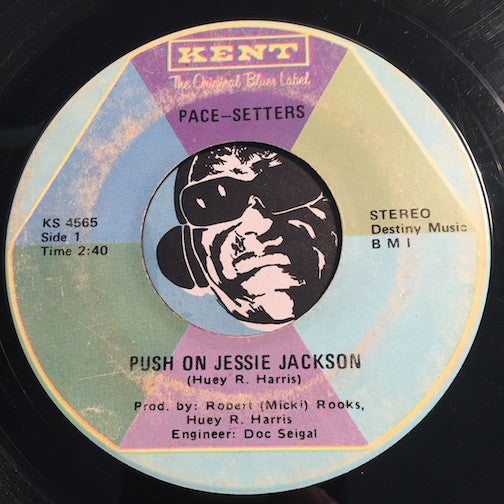 KENT
The Original Blues Label
PACE-SETTERS
KS 4565
Side 1
Time 2:40
STEREO
Destiny Music
B M I
PUSH ON JESSIE JACKSON
(Huey R. Harris)
Prod. by: Robert (Micki) Rooks,
Huey R. Harris
Engineer: Doc Seigal